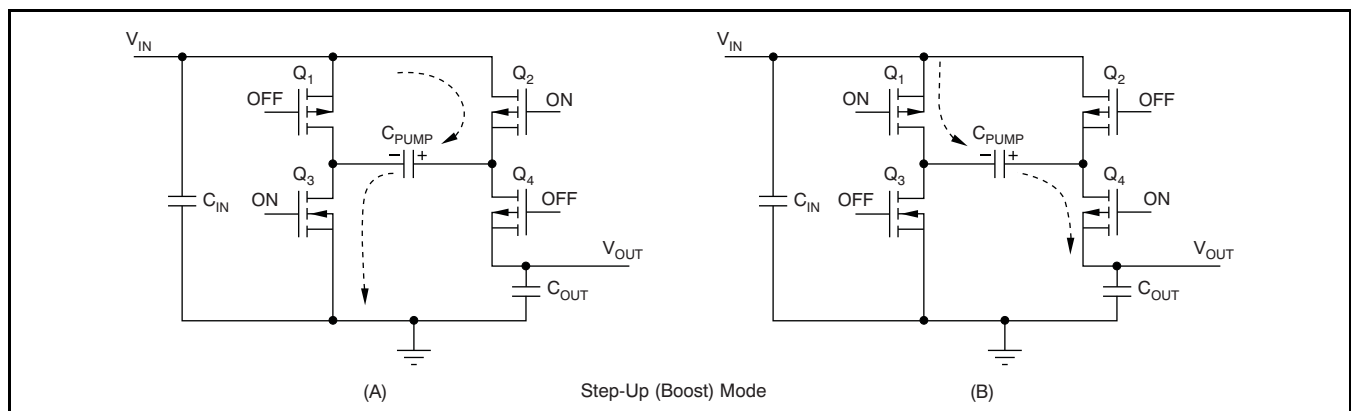 V_IN
Q_1
Q_2
OFF
ON
C_PUMP
− +
Q_3
Q_4
C_IN
ON
OFF
V_OUT
C_OUT
(A)
V_IN
Q_1
Q_2
ON
OFF
C_PUMP
− +
Q_3
Q_4
C_IN
OFF
ON
V_OUT
C_OUT
(B)
Step-Up (Boost) Mode